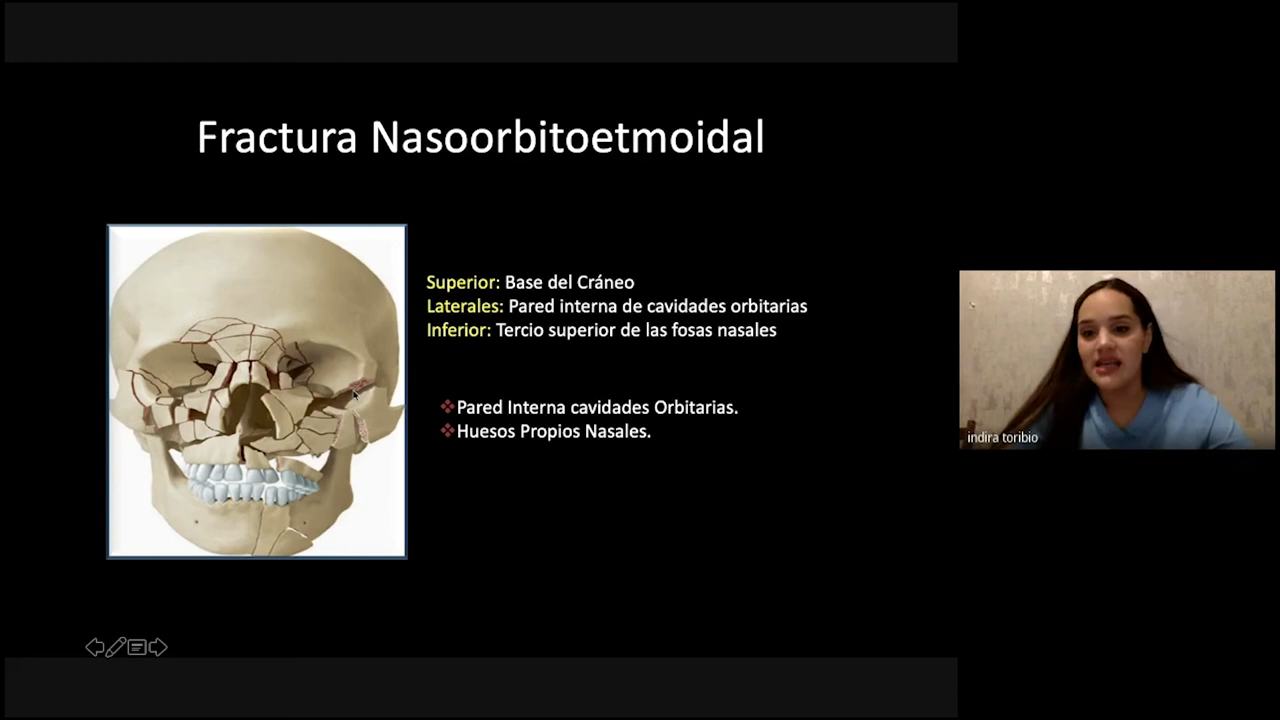 Fractura Nasoorbitoetmoidal
Superior: Base del Cráneo
Laterales: Pared interna de cavidades orbitarias
Inferior: Tercio superior de las fosas nasales
Pared Interna cavidades Orbitarias.
Huesos Propios Nasales.
indira toribio